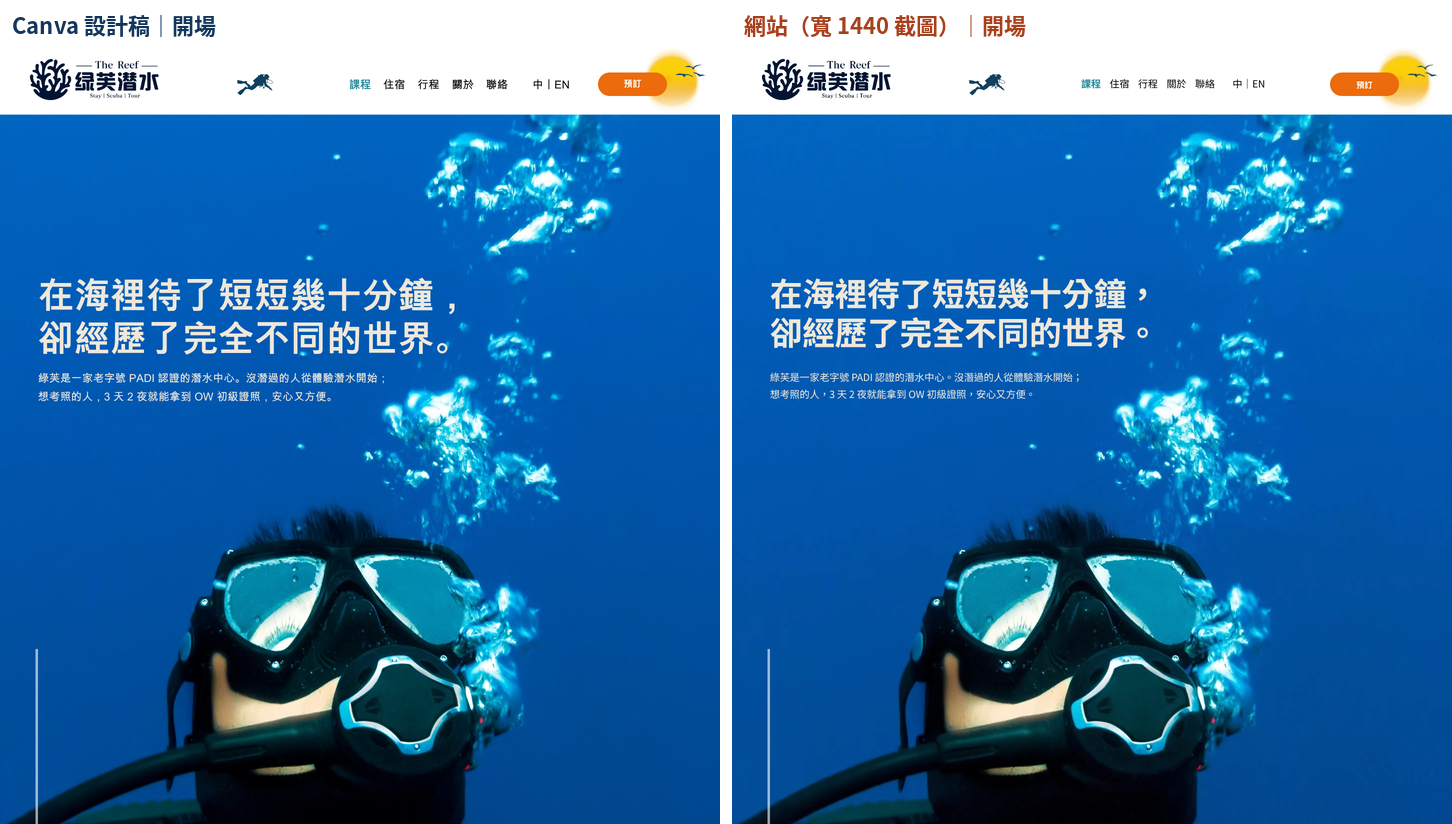 Canva 設計稿｜開場
The Reef
绿芙潜水
Stay | Scuba | Tour
課程 住宿 行程 關於 聯絡 中 | EN
預訂
在海裡待了短短幾十分鐘，
卻經歷了完全不同的世界。
綠芙是一家老字號 PADI 認證的潛水中心。沒潛過的人從體驗潛水開始；
想考照的人，3 天 2 夜就能拿到 OW 初級證照，安心又方便。
網站（寬 1440 截圖）｜開場
The Reef
绿芙潜水
Stay | Scuba | Tour
課程 住宿 行程 關於 聯絡 中｜EN
預訂
在海裡待了短短幾十分鐘，
卻經歷了完全不同的世界。
綠芙是一家老字號 PADI 認證的潛水中心。沒潛過的人從體驗潛水開始；
想考照的人，3 天 2 夜就能拿到 OW 初級證照，安心又方便。